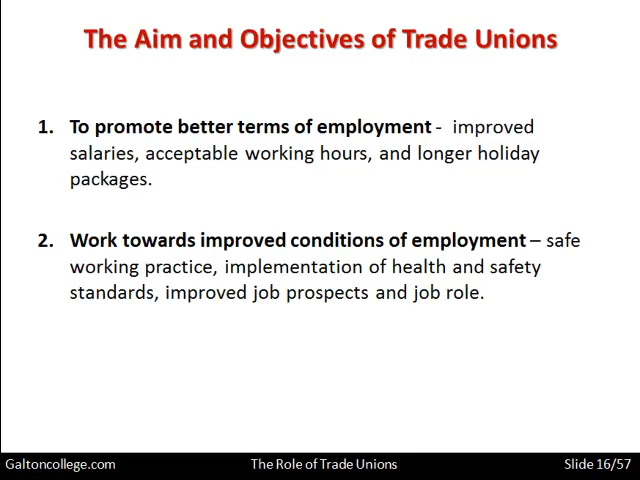 The Aim and Objectives of Trade Unions
1. To promote better terms of employment - improved
salaries, acceptable working hours, and longer holiday
packages.
2. Work towards improved conditions of employment – safe
working practice, implementation of health and safety
standards, improved job prospects and job role.
Galtoncollege.com The Role of Trade Unions Slide 16/57